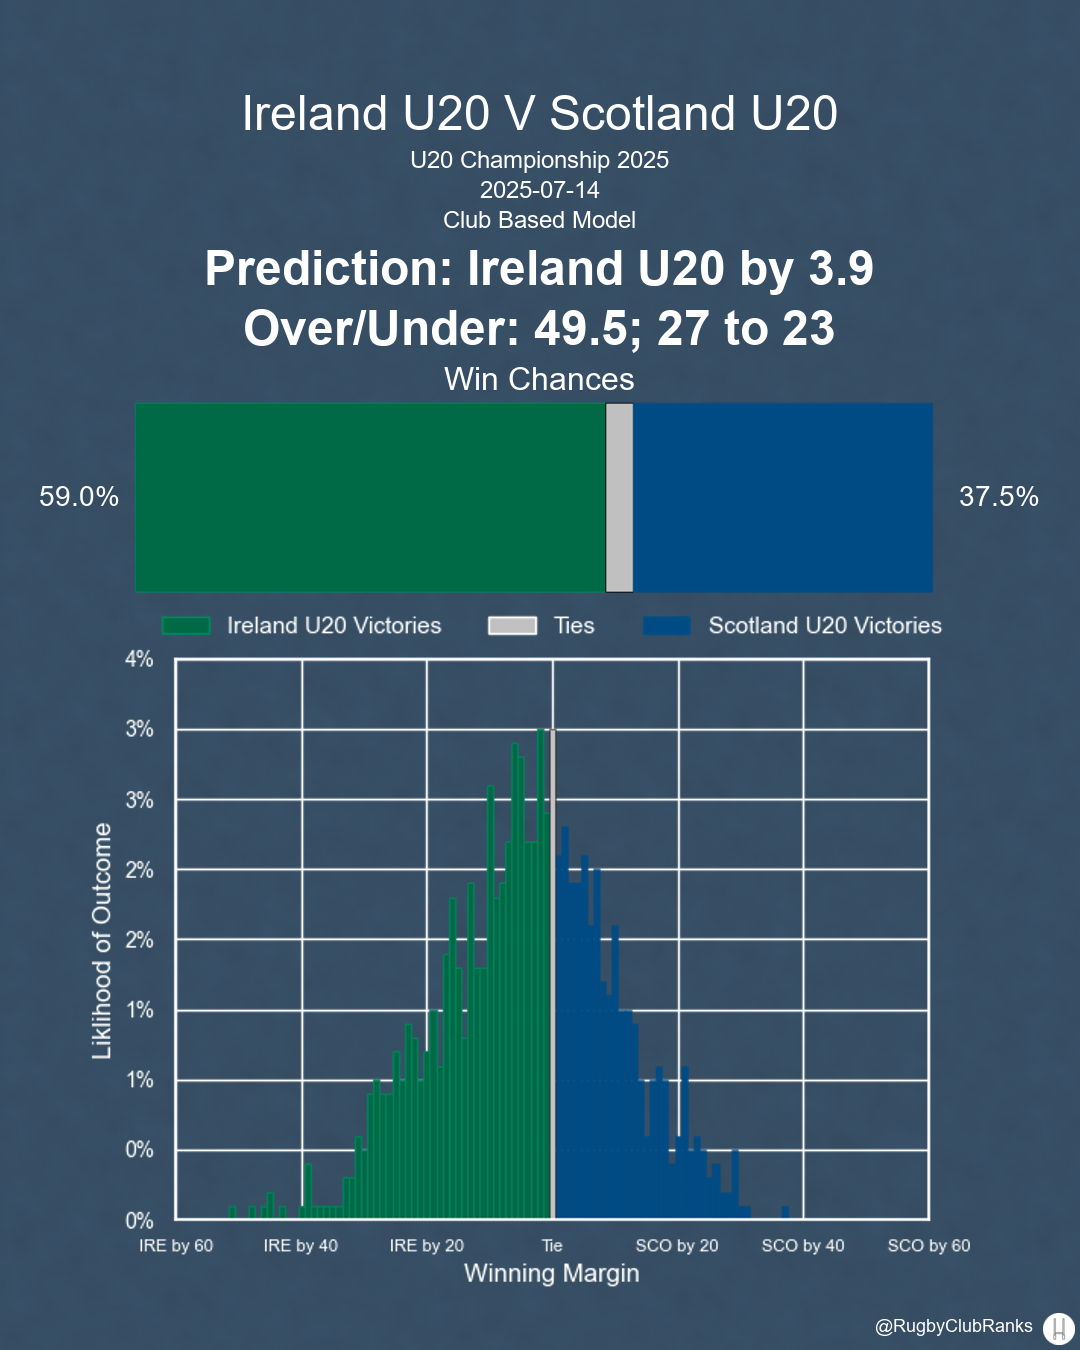 Ireland U20 V Scotland U20
U20 Championship 2025
2025-07-14
Club Based Model
Prediction: Ireland U20 by 3.9
Over/Under: 49.5; 27 to 23
Win Chances
59.0%
37.5%
Ireland U20 Victories
Ties
Scotland U20 Victories
4%
3%
3%
2%
2%
1%
1%
0%
0%
Liklihood of Outcome
IRE by 60
IRE by 40
IRE by 20
Tie
SCO by 20
SCO by 40
SCO by 60
Winning Margin
@RugbyClubRanks